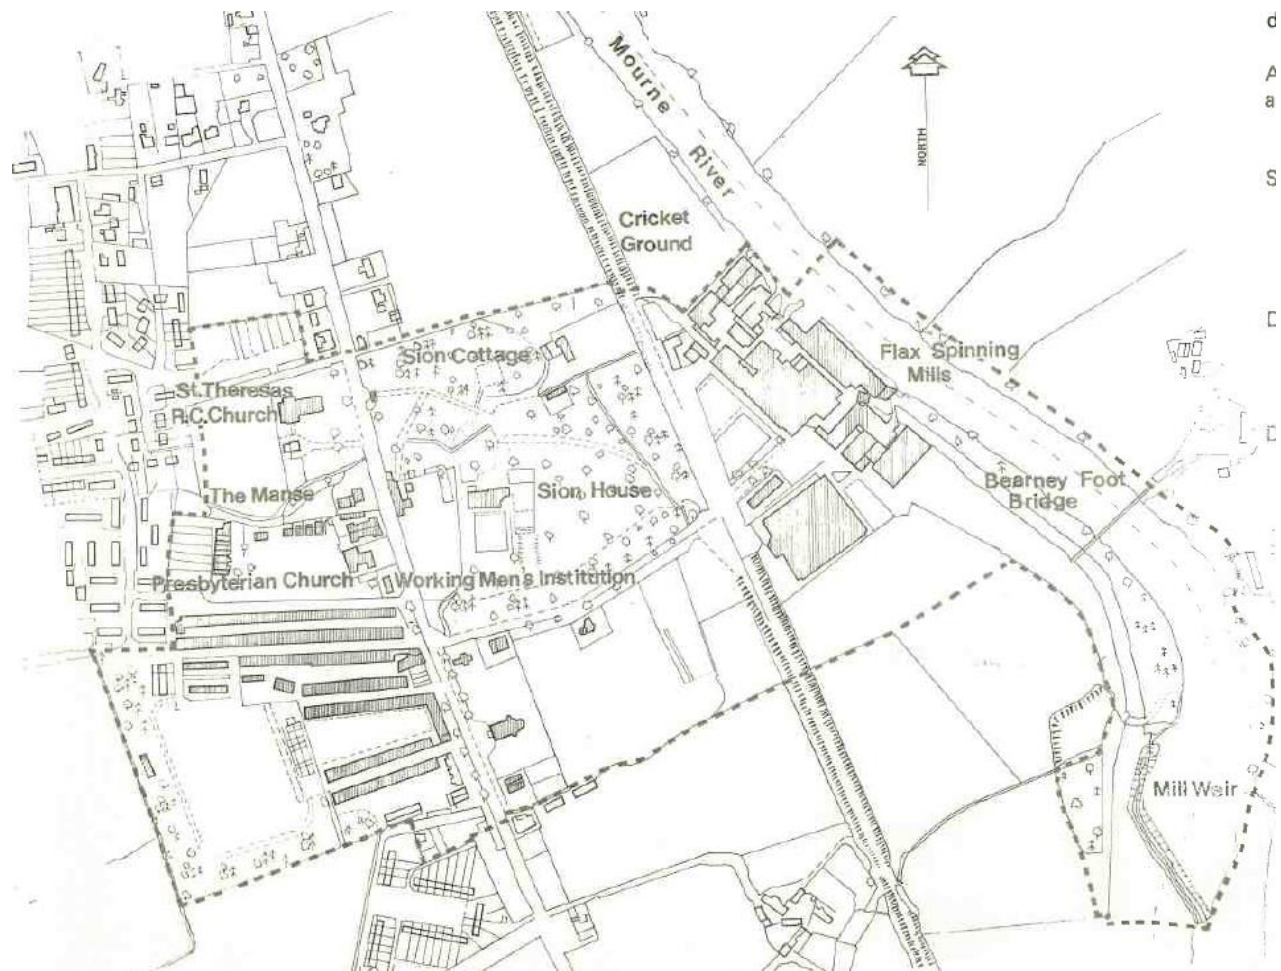 Mourne
River
NORTH
Cricket
Ground
Sion Cottage
Flax Spinning
Mills
St. Theresas
R.C. Church
The Manse
Sion House
Bearney Foot
Bridge
Presbyterian Church
Working Men's Institution
Mill Weir
d
A
a
S
D
D